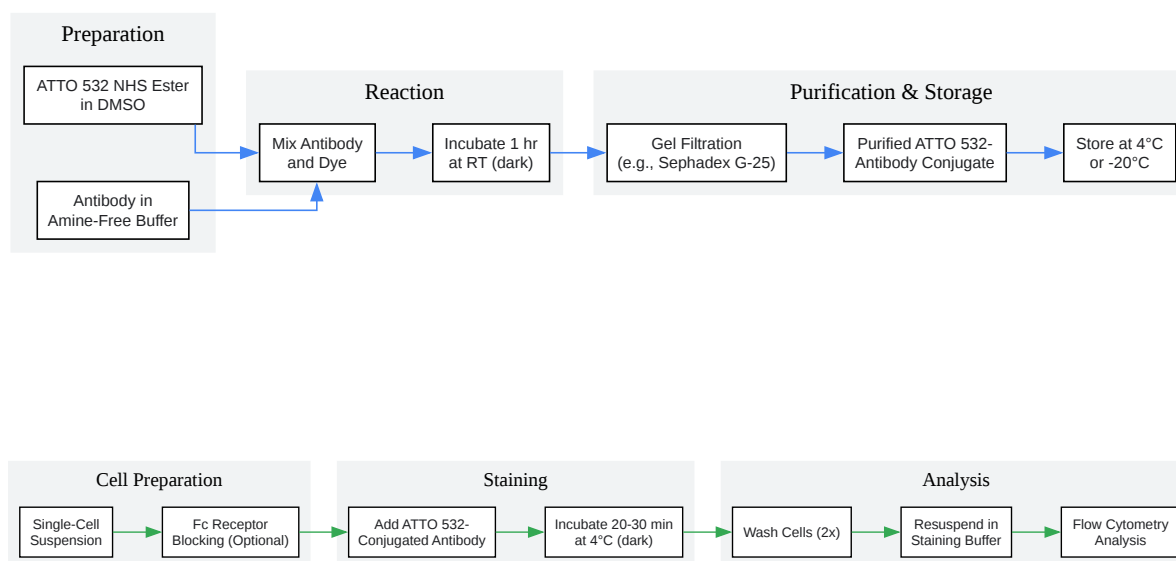 Preparation
ATTO 532 NHS Ester
in DMSO
Antibody in
Amine-Free Buffer
Reaction
Mix Antibody
and Dye
Incubate 1 hr
at RT (dark)
Purification & Storage
Gel Filtration
(e.g., Sephadex G-25)
Purified ATTO 532-
Antibody Conjugate
Store at 4°C
or -20°C
Cell Preparation
Single-Cell
Suspension
Fc Receptor
Blocking (Optional)
Staining
Add ATTO 532-
Conjugated Antibody
Incubate 20-30 min
at 4°C (dark)
Analysis
Wash Cells (2x)
Resuspend in
Staining Buffer
Flow Cytometry
Analysis